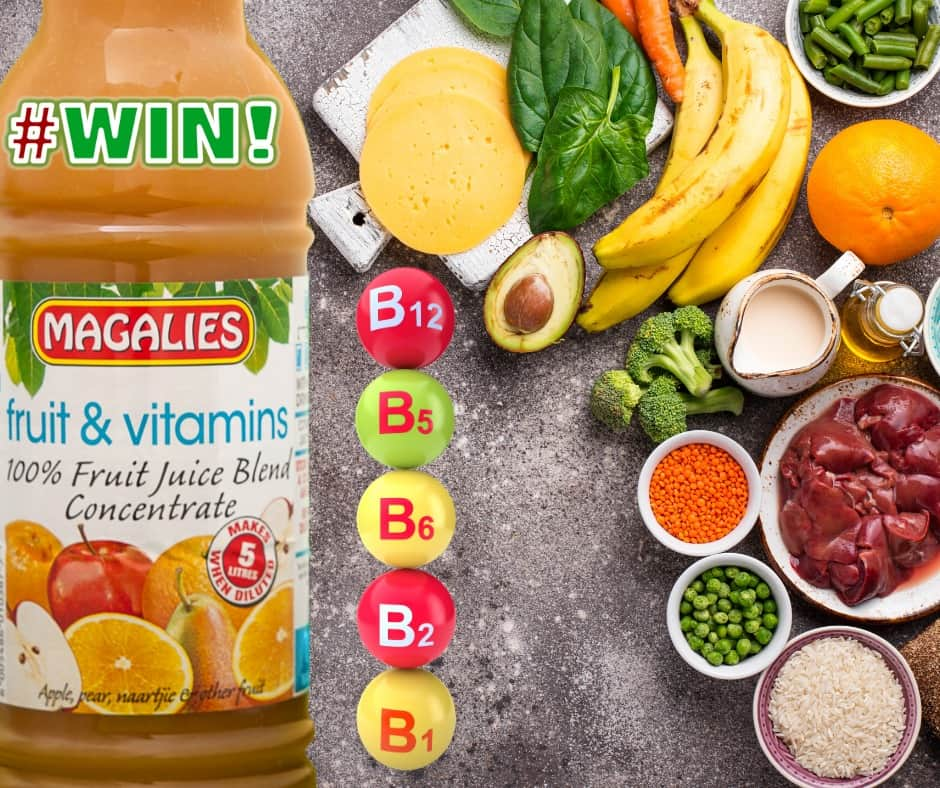 #WIN!
MAGALIES
fruit & vitamins
100% Fruit Juice Blend
Concentrate
MAKES
5
LITRES
WHEN DILUTED
Apple, pear, naartjie & other fruit
B12
B5
B6
B2
B1